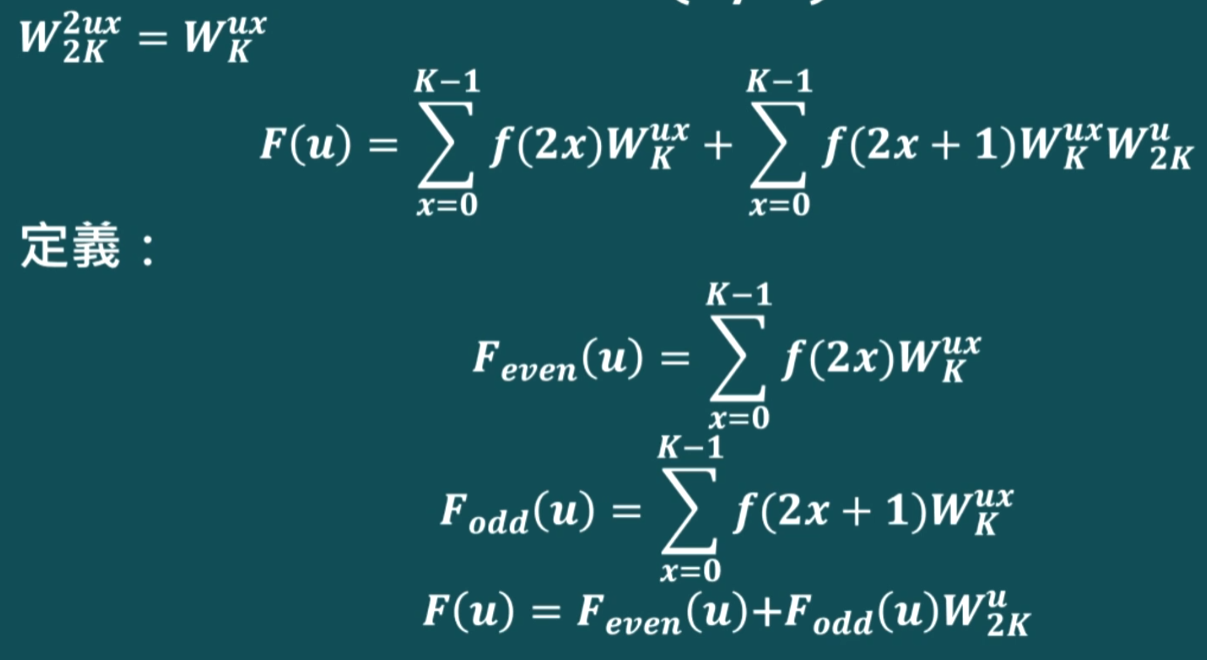 $W_{2K}^{2ux} = W_K^{ux}$
$F(u) = \sum_{x=0}^{K-1} f(2x)W_K^{ux} + \sum_{x=0}^{K-1} f(2x+1)W_K^{ux}W_{2K}^{u}$
定義：
$F_{even}(u) = \sum_{x=0}^{K-1} f(2x)W_K^{ux}$
$F_{odd}(u) = \sum_{x=0}^{K-1} f(2x+1)W_K^{ux}$
$F(u) = F_{even}(u)+F_{odd}(u)W_{2K}^{u}$